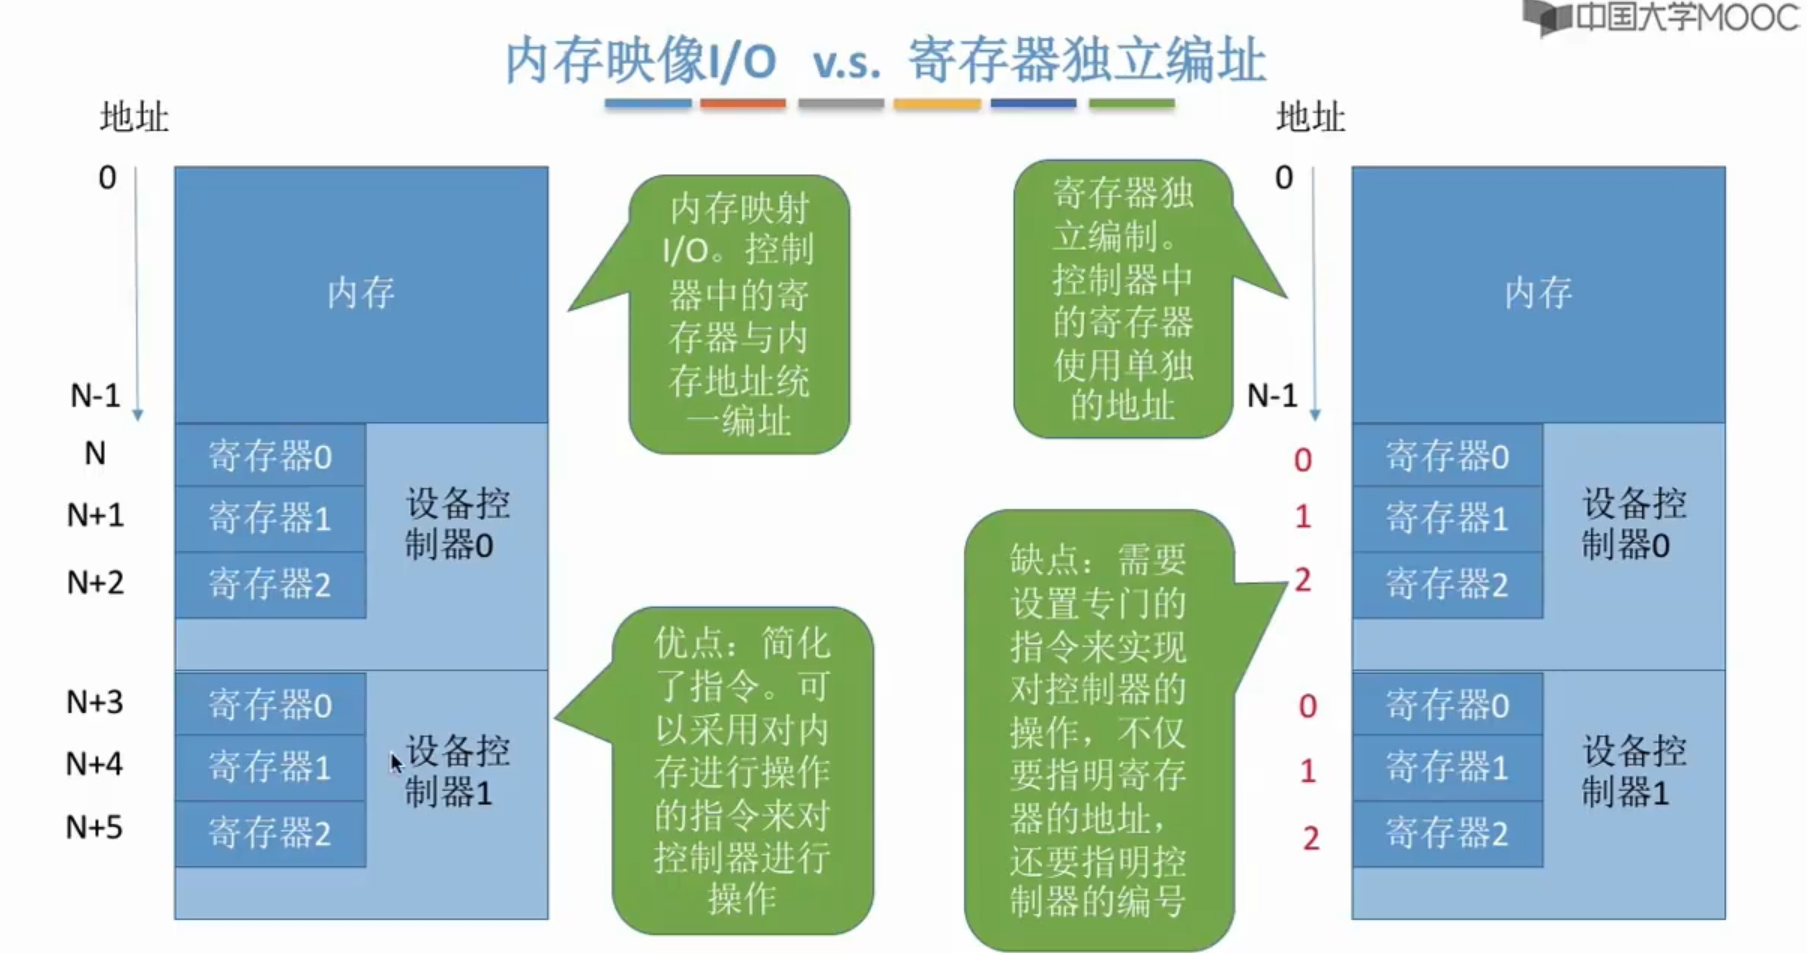 中国大学MOOC
内存映像I/O v.s. 寄存器独立编址
地址
0
N-1
N
N+1
N+2
N+3
N+4
N+5
内存
寄存器0
寄存器1
寄存器2
设备控
制器0
寄存器0
寄存器1
寄存器2
设备控
制器1
内存映射
I/O。控制
器中的寄
存器与内
存地址统
一编址
优点：简化
了指令。可
以采用对内
存进行操作
的指令来对
控制器进行
操作
寄存器独
立编制。
控制器中
的寄存器
使用单独
的地址
缺点：需要
设置专门的
指令来实现
对控制器的
操作，不仅
要指明寄存
器的地址，
还要指明控
制器的编号
地址
0
N-1
0
1
2
0
1
2
内存
寄存器0
寄存器1
寄存器2
设备控
制器0
寄存器0
寄存器1
寄存器2
设备控
制器1